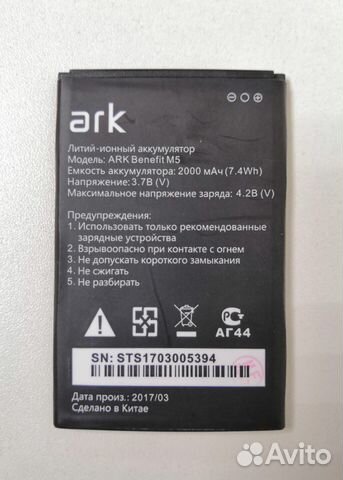 ark
Литий-ионный аккумулятор
Модель: ARK Benefit M5
Емкость аккумулятора: 2000 мАч (7.4Wh)
Напряжение: 3.7В (V)
Максимальное напряжение заряда: 4.2В (V)
Предупреждения:
1. Использовать только рекомендованные
зарядные устройства
2. Взрывоопасно при контакте с огнем
3. Не допускать короткого замыкания
4. Не сжигать
5. Не разбирать
АГ44
SN: STS1703005394
Дата произ.: 2017/03
Сделано в Китае
Avito